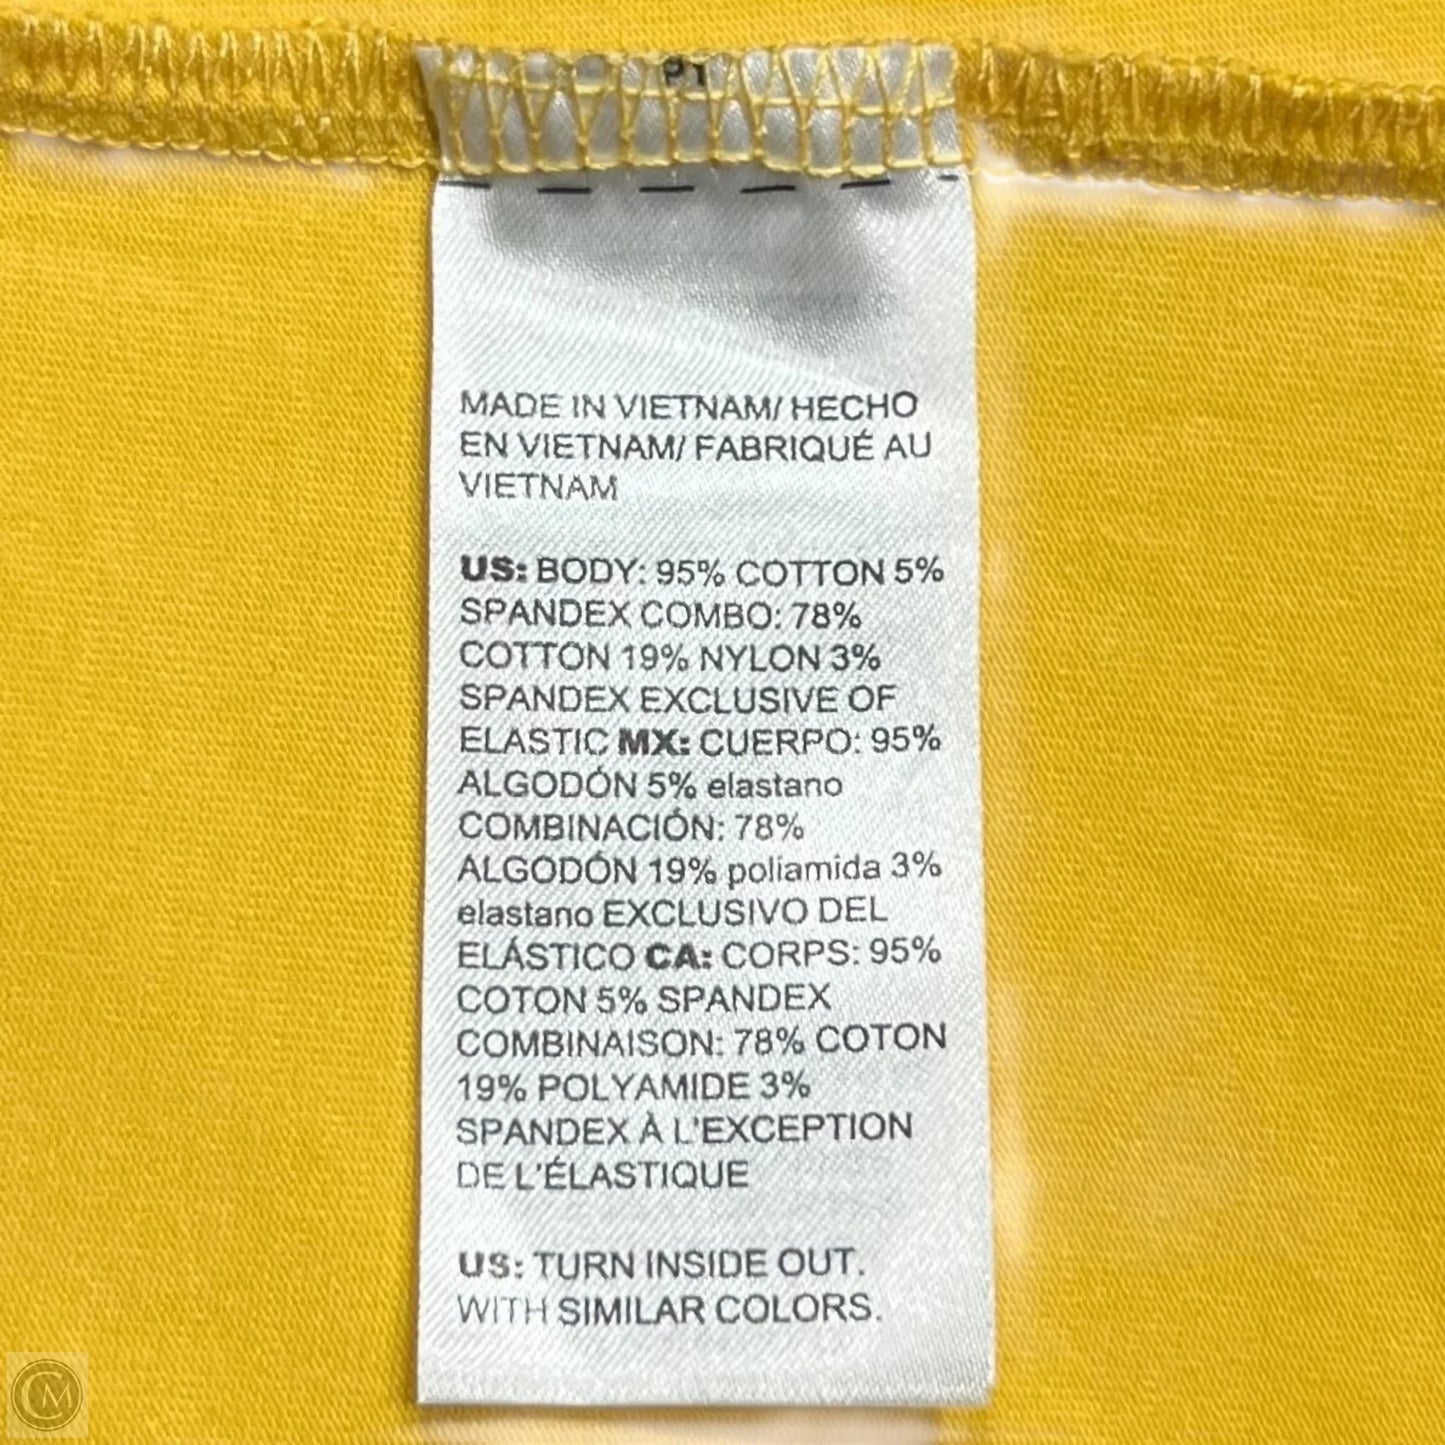 P1
MADE IN VIETNAM/ HECHO
EN VIETNAM/ FABRIQUÉ AU
VIETNAM
US: BODY: 95% COTTON 5%
SPANDEX COMBO: 78%
COTTON 19% NYLON 3%
SPANDEX EXCLUSIVE OF
ELASTIC MX: CUERPO: 95%
ALGODÓN 5% elastano
COMBINACIÓN: 78%
ALGODÓN 19% poliamida 3%
elastano EXCLUSIVO DEL
ELÁSTICO CA: CORPS: 95%
COTON 5% SPANDEX
COMBINAISON: 78% COTON
19% POLYAMIDE 3%
SPANDEX À L'EXCEPTION
DE L'ÉLASTIQUE
US: TURN INSIDE OUT.
WITH SIMILAR COLORS.
CM